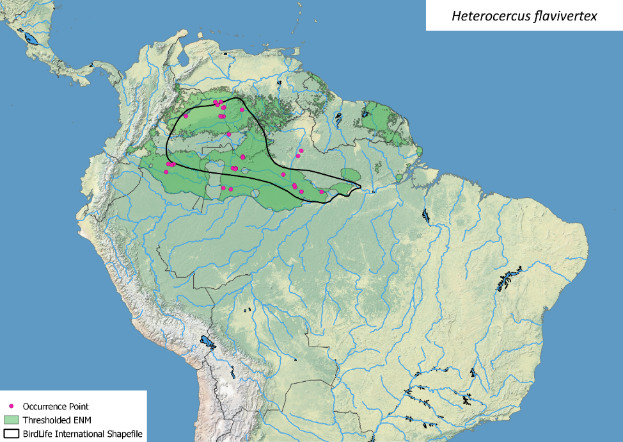 Heterocercus flavivertex
Occurrence Point
Thresholded ENM
BirdLife International Shapefile